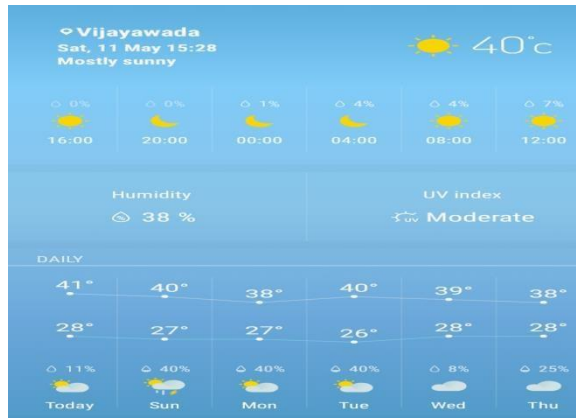 Vijayawada
Sat, 11 May 15:28
Mostly sunny
40°c
0% 0% 1% 4% 4% 7%
16:00 20:00 00:00 04:00 08:00 12:00
Humidity UV index
38 % UV Moderate
DAILY
41° 40° 38° 40° 39° 38°
28° 27° 27° 26° 28° 28°
11% 40% 40% 40% 8% 25%
Today Sun Mon Tue Wed Thu